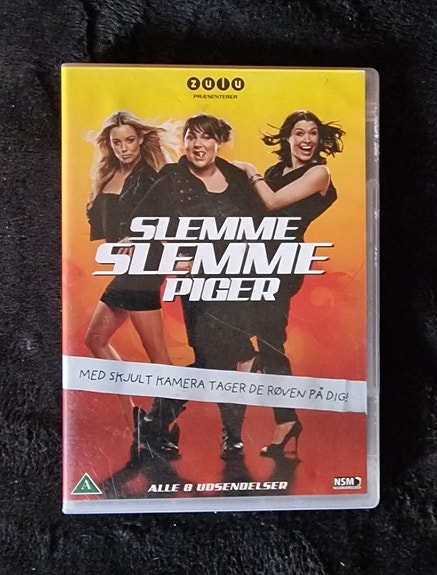 ZULU
PRÆSENTERER
SLEMME
SLEMME
PIGER
MED SKJULT KAMERA TAGER DE RØVEN PÅ DIG!
A
ALLE 8 UDSENDELSER
NSM